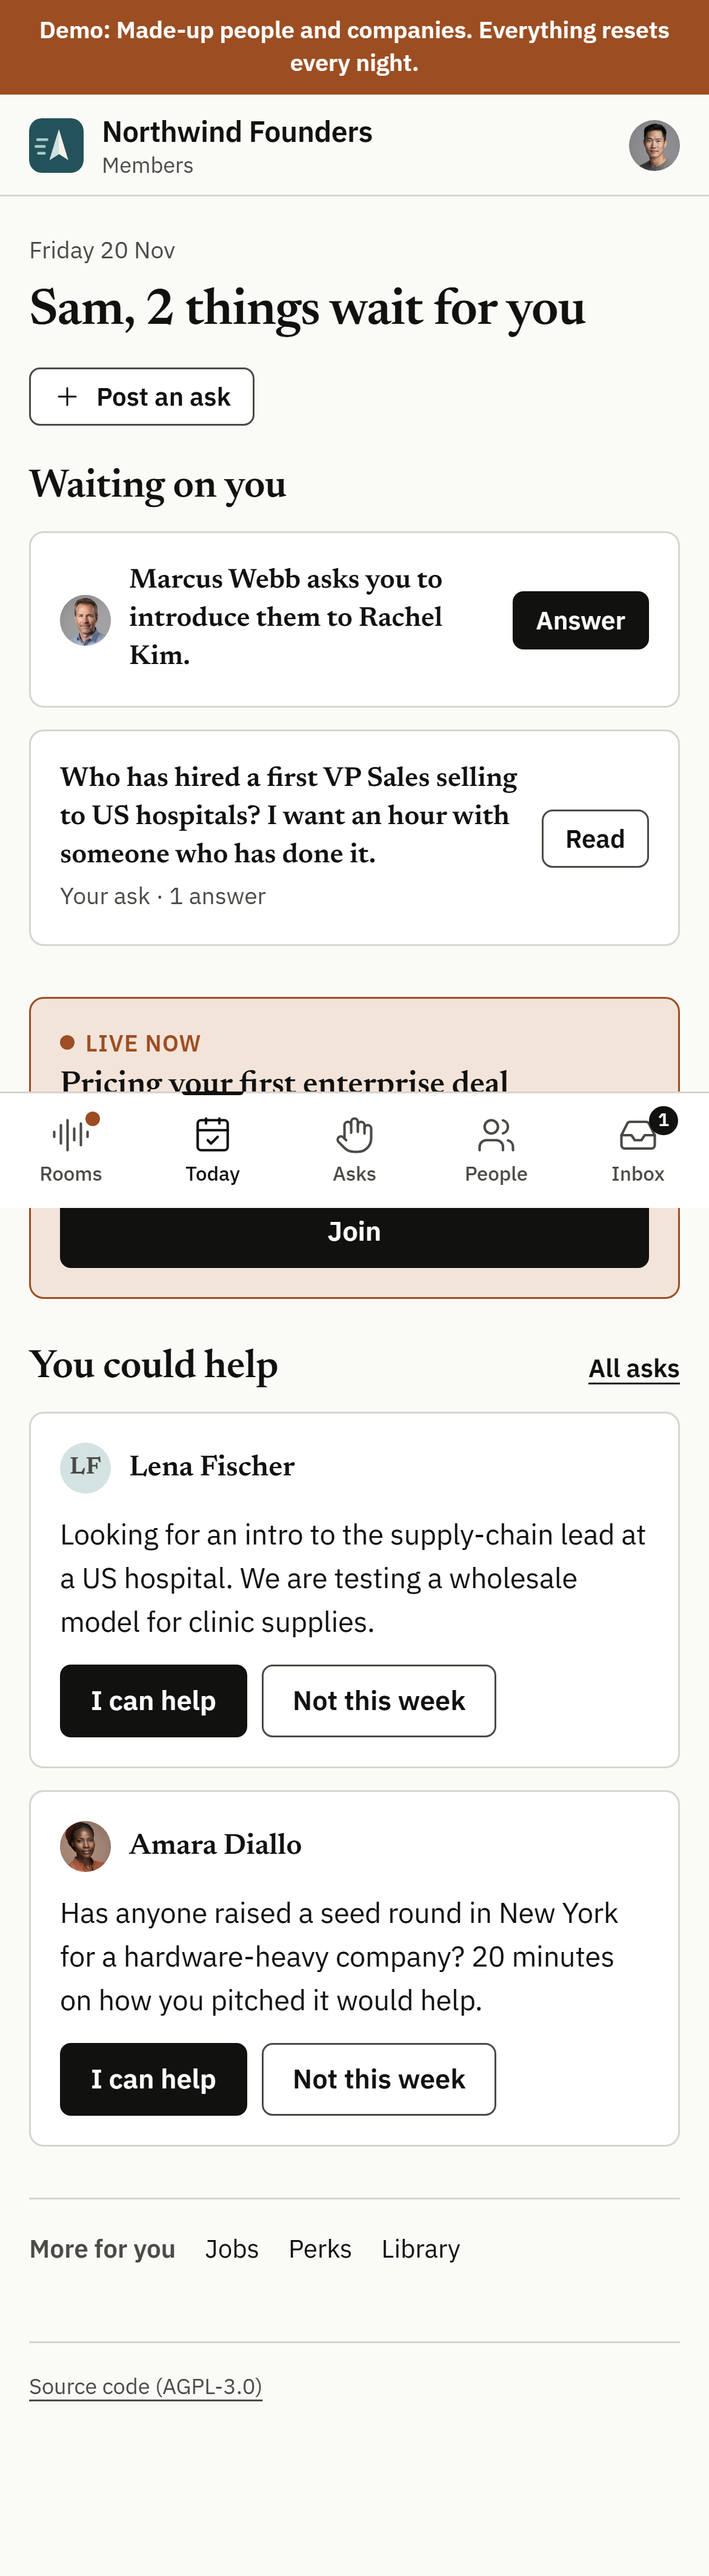 Demo: Made-up people and companies. Everything resets
every night.
Northwind Founders
Members
Friday 20 Nov
Sam, 2 things wait for you
Post an ask
Waiting on you
Marcus Webb asks you to
introduce them to Rachel
Kim.
Answer
Who has hired a first VP Sales selling
to US hospitals? I want an hour with
someone who has done it.
Read
Your ask · 1 answer
LIVE NOW
Pricing your first enterprise deal
1
Rooms
Today
Asks
People
Inbox
Join
You could help
All asks
LF
Lena Fischer
Looking for an intro to the supply-chain lead at
a US hospital. We are testing a wholesale
model for clinic supplies.
I can help
Not this week
Amara Diallo
Has anyone raised a seed round in New York
for a hardware-heavy company? 20 minutes
on how you pitched it would help.
I can help
Not this week
More for you
Jobs
Perks
Library
Source code (AGPL-3.0)